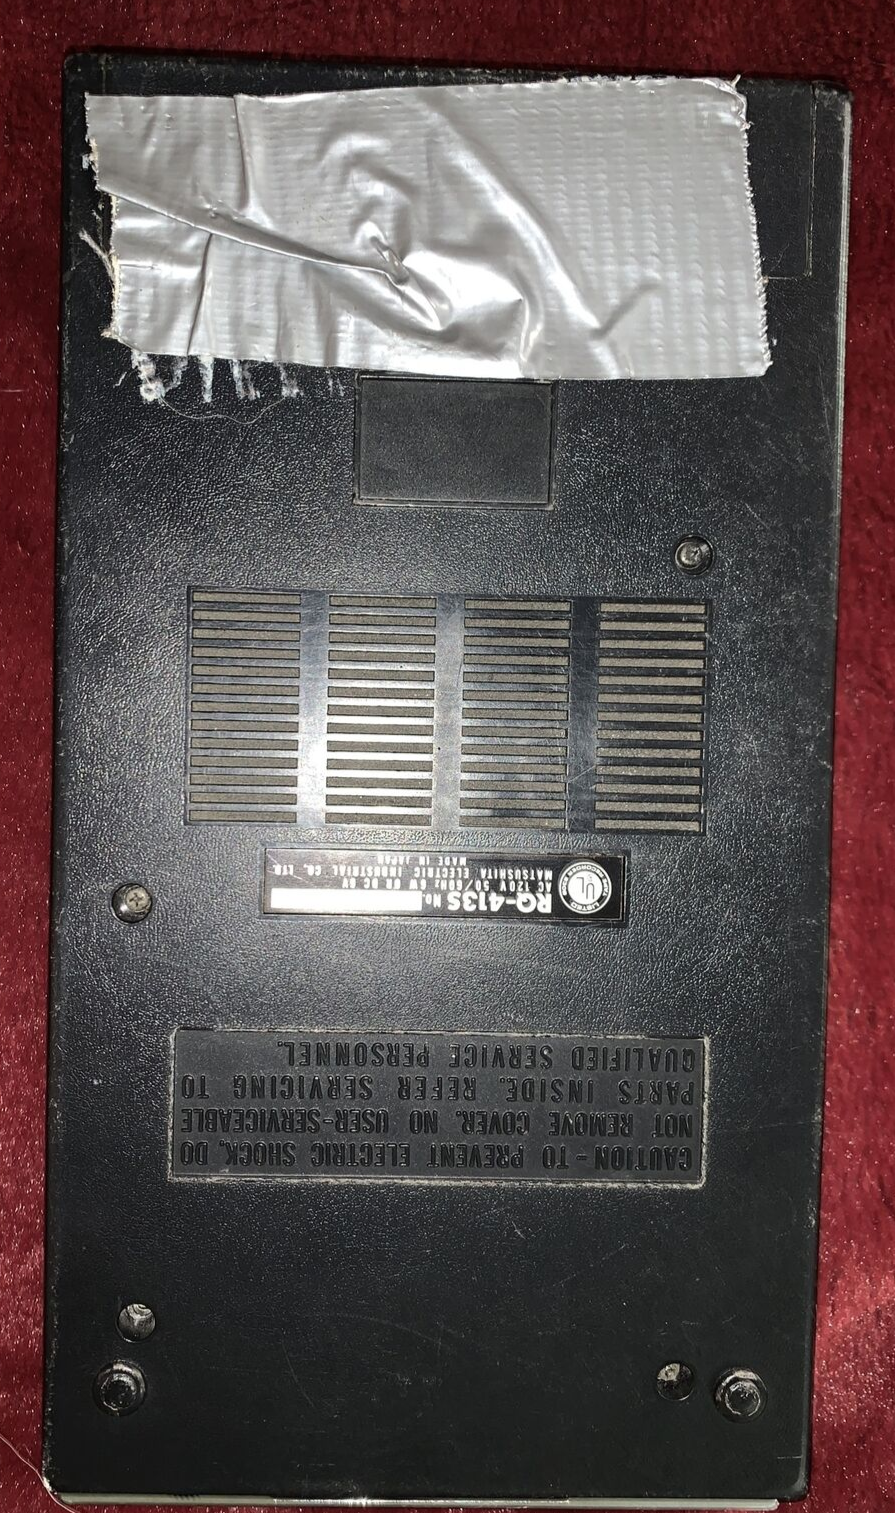 RQ-413S NO.
AC 120V 50/60Hz 6W OR DC 6V
MATSUSHITA ELECTRIC INDUSTRIAL CO., LTD.
MADE IN JAPAN
LISTED
UL
CAUTION - TO PREVENT ELECTRIC SHOCK, DO
NOT REMOVE COVER. NO USER-SERVICEABLE
PARTS INSIDE. REFER SERVICING TO
QUALIFIED SERVICE PERSONNEL.